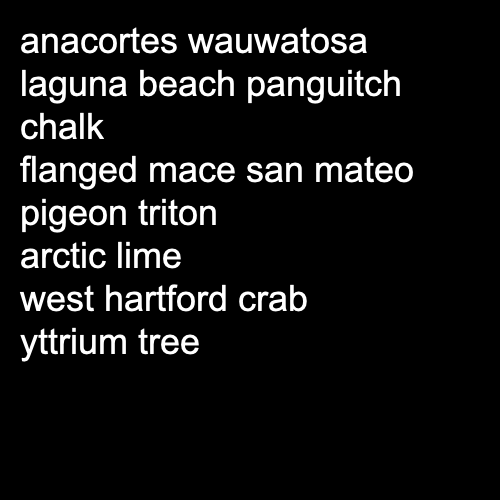 anacortes wauwatosa
laguna beach panguitch
chalk
flanged mace san mateo
pigeon triton
arctic lime
west hartford crab
yttrium tree